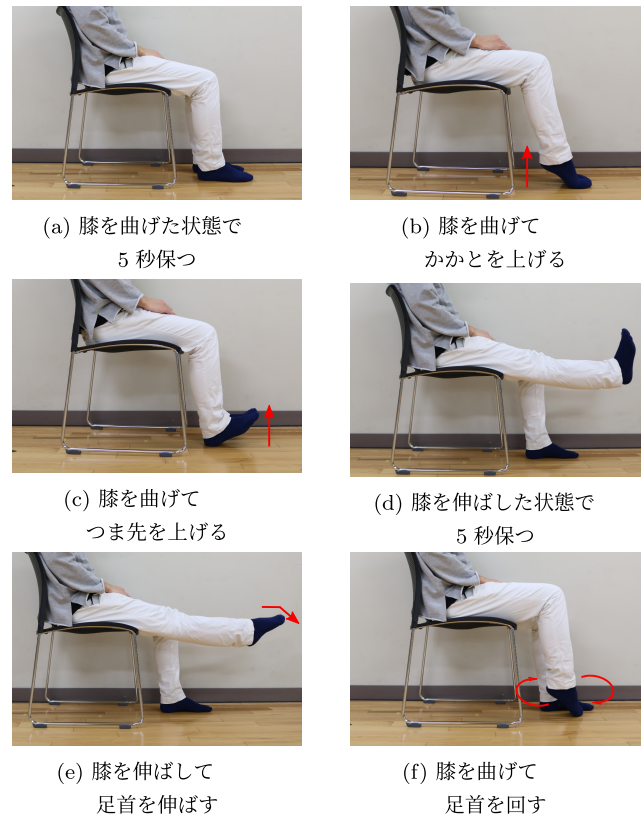 (a) 膝を曲げた状態で
5 秒保つ
(b) 膝を曲げて
かかとを上げる
(c) 膝を曲げて
つま先を上げる
(d) 膝を伸ばした状態で
5 秒保つ
(e) 膝を伸ばして
足首を伸ばす
(f) 膝を曲げて
足首を回す